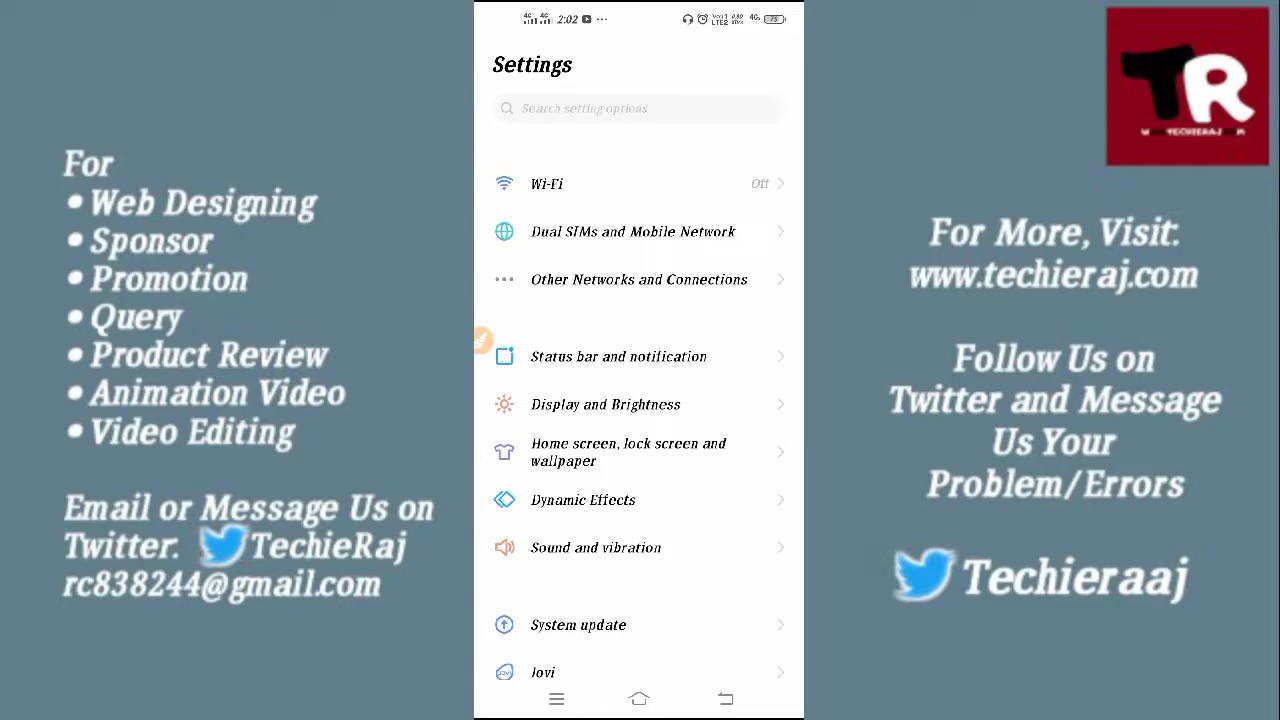 For
• Web Designing
• Sponsor
• Promotion
• Query
• Product Review
• Animation Video
• Video Editing
Email or Message Us on
Twitter. TechieRaj
rc838244@gmail.com
4G 4G 2:02 ...
4G 73
Settings
Search setting options
Wi-Fi Off
Dual SIMs and Mobile Network
Other Networks and Connections
Status bar and notification
Display and Brightness
Home screen, lock screen and
wallpaper
Dynamic Effects
Sound and vibration
System update
Jovi
TR
For More, Visit:
www.techieraj.com
Follow Us on
Twitter and Message
Us Your
Problem/Errors
Techieraaj